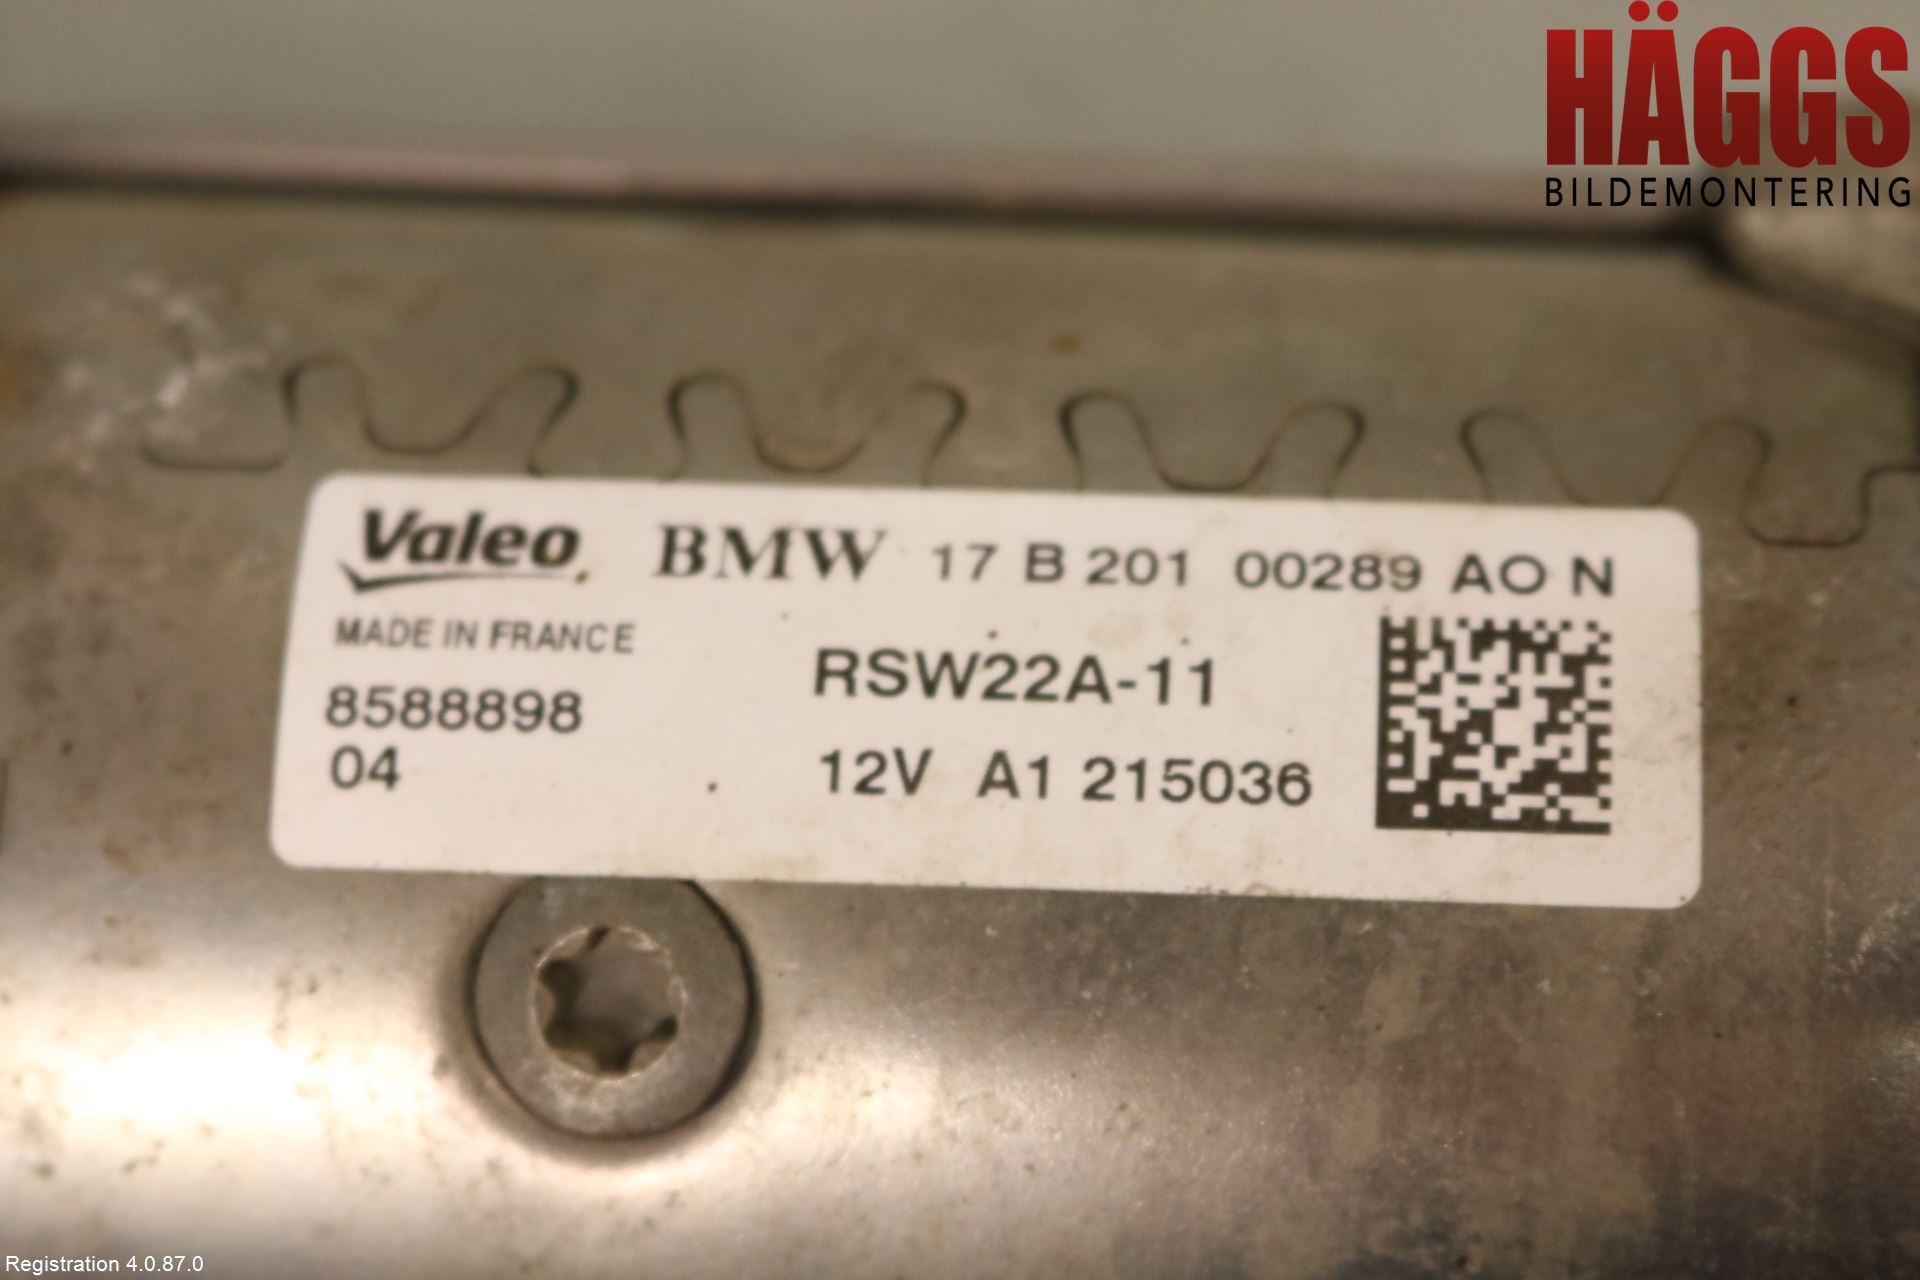 HÄGGS
BILDEMONTERING
Valeo BMW 17 B 201 00289 AO N
MADE IN FRANCE
RSW22A-11
8588898
04
12V A1 215036
Registration 4.0.87.0